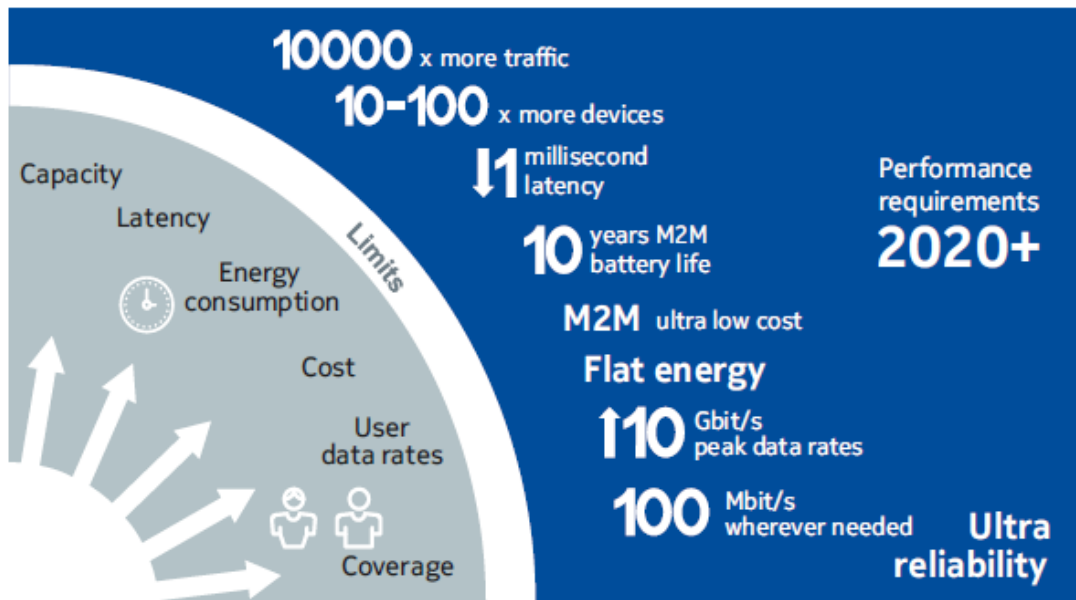 10000 x more traffic
10-100 x more devices
1 millisecond
latency
10 years M2M
battery life
M2M ultra low cost
Flat energy
10 Gbit/s
peak data rates
100 Mbit/s
wherever needed
Ultra
reliability
Performance
requirements
2020+
Limits
Capacity
Latency
Energy
consumption
Cost
User
data rates
Coverage